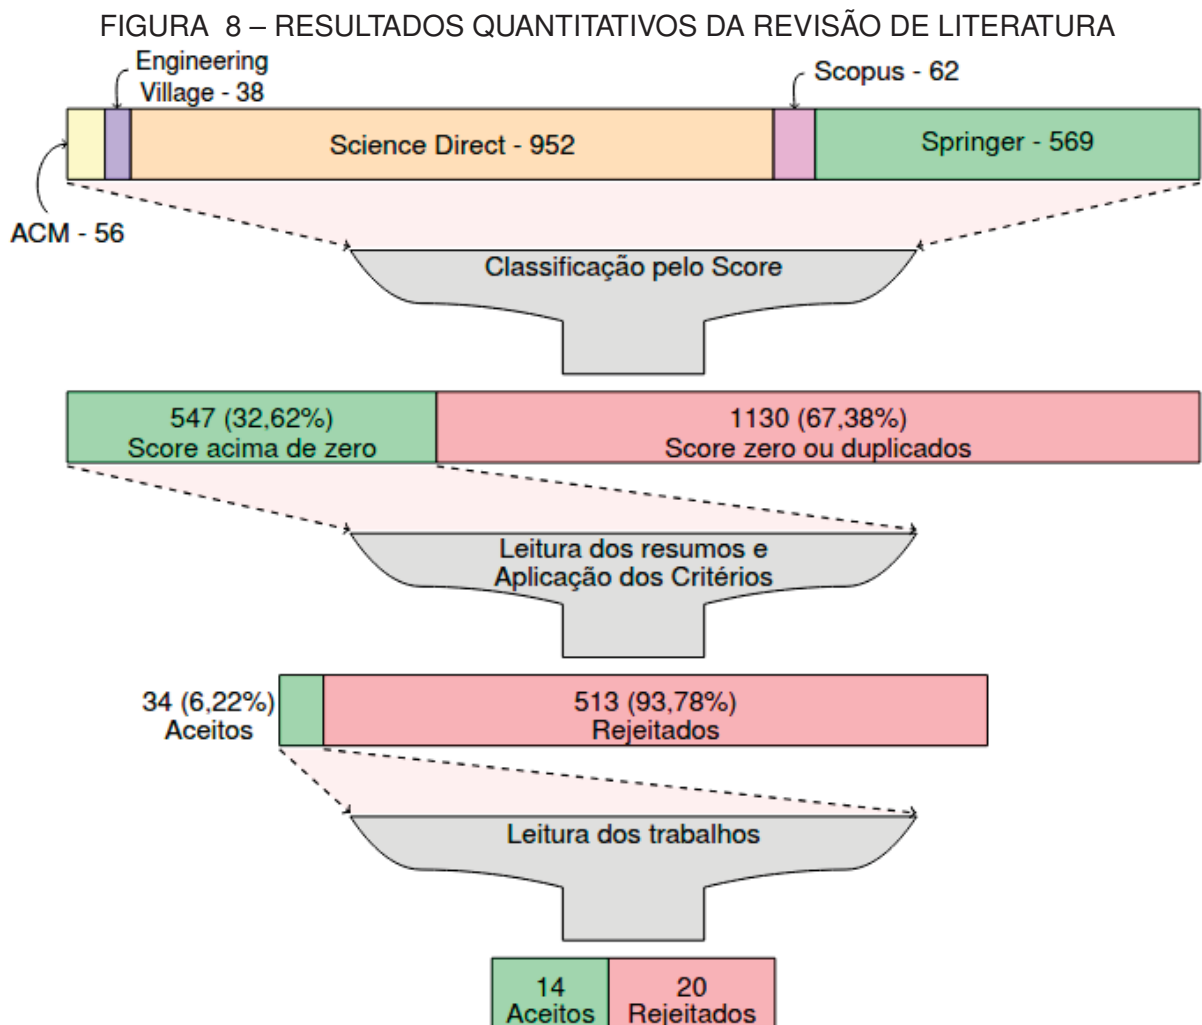 FIGURA 8 – RESULTADOS QUANTITATIVOS DA REVISÃO DE LITERATURA
Engineering
Village - 38
Scopus - 62
Science Direct - 952
Springer - 569
ACM - 56
Classificação pelo Score
547 (32,62%)
Score acima de zero
1130 (67,38%)
Score zero ou duplicados
Leitura dos resumos e
Aplicação dos Critérios
34 (6,22%)
Aceitos
513 (93,78%)
Rejeitados
Leitura dos trabalhos
14
Aceitos
20
Rejeitados